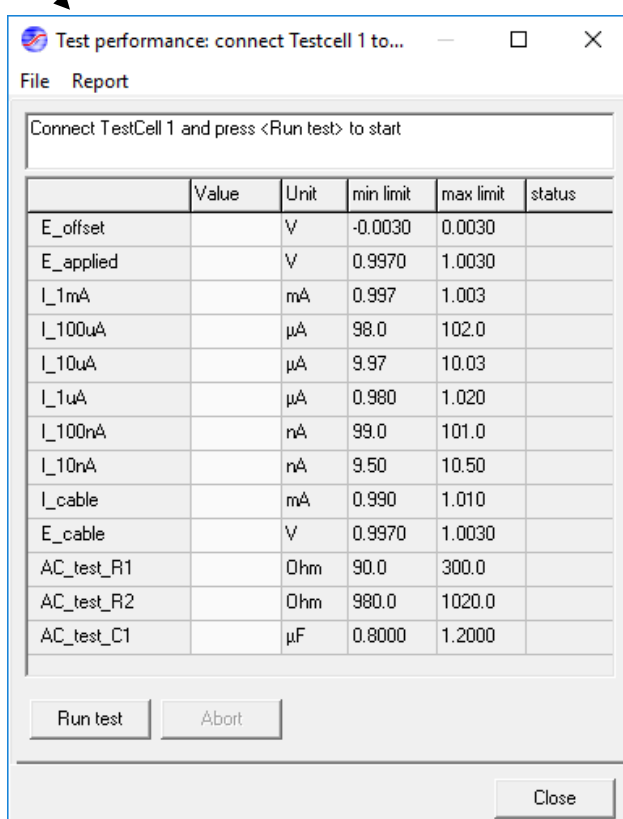 Test performance: connect Testcell 1 to...
File Report
Connect TestCell 1 and press <Run test> to start
Value Unit min limit max limit status
E_offset V -0.0030 0.0030
E_applied V 0.9970 1.0030
I_1mA mA 0.997 1.003
I_100uA µA 98.0 102.0
I_10uA µA 9.97 10.03
I_1uA µA 0.980 1.020
I_100nA nA 99.0 101.0
I_10nA nA 9.50 10.50
I_cable mA 0.990 1.010
E_cable V 0.9970 1.0030
AC_test_R1 Ohm 90.0 300.0
AC_test_R2 Ohm 980.0 1020.0
AC_test_C1 µF 0.8000 1.2000
Run test Abort
Close